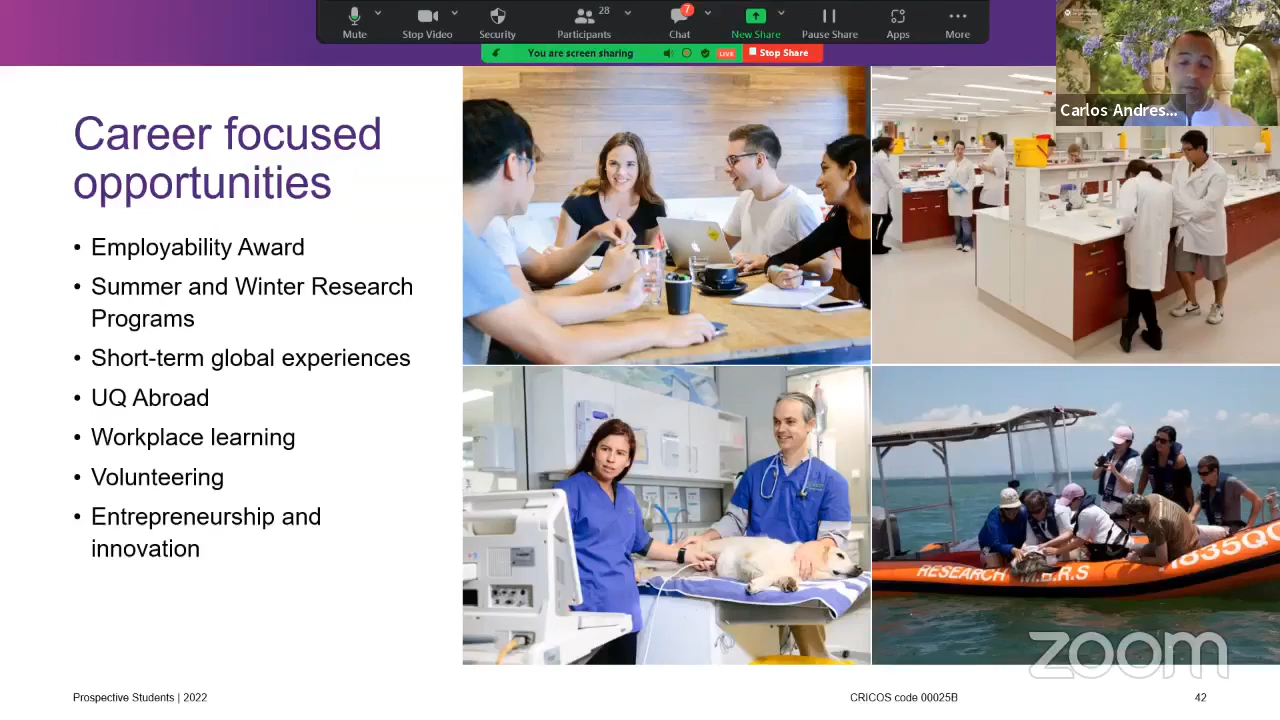 Mute
Stop Video
Security
Participants
28
Chat
7
New Share
Pause Share
Apps
More
You are screen sharing
LIVE
Stop Share
Carlos Andres...
Career focused
opportunities
• Employability Award
• Summer and Winter Research
Programs
• Short-term global experiences
• UQ Abroad
• Workplace learning
• Volunteering
• Entrepreneurship and
innovation
RESEARCH M.B.R.S
1835QC
zoom
Prospective Students | 2022
CRICOS code 00025B
42